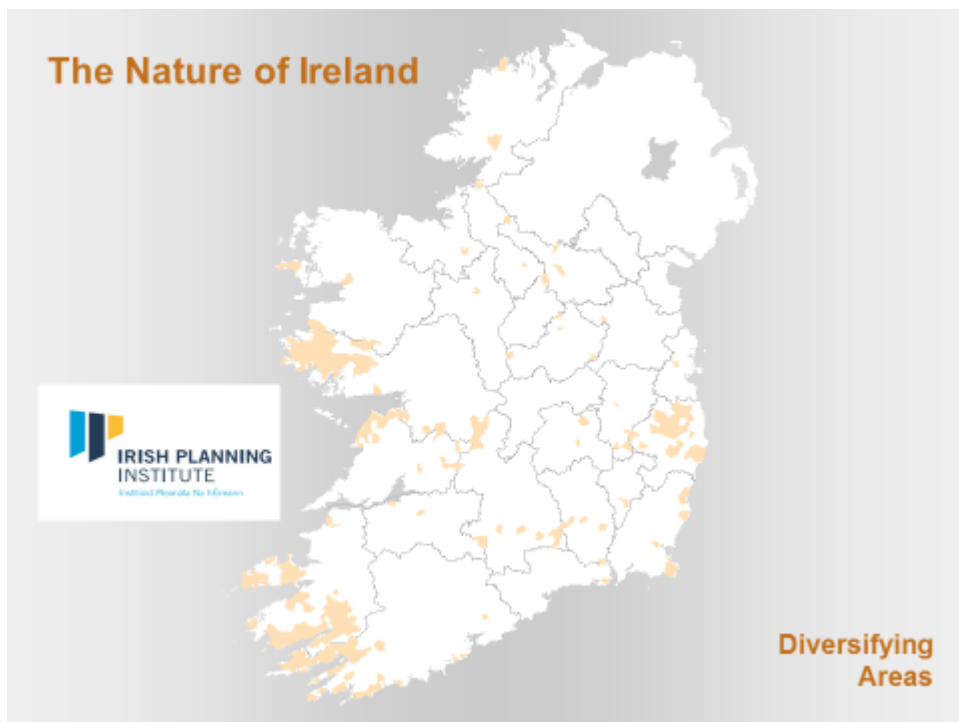 The Nature of Ireland
IRISH PLANNING
INSTITUTE
Institiúid Pleanála Na hÉireann
Diversifying
Areas